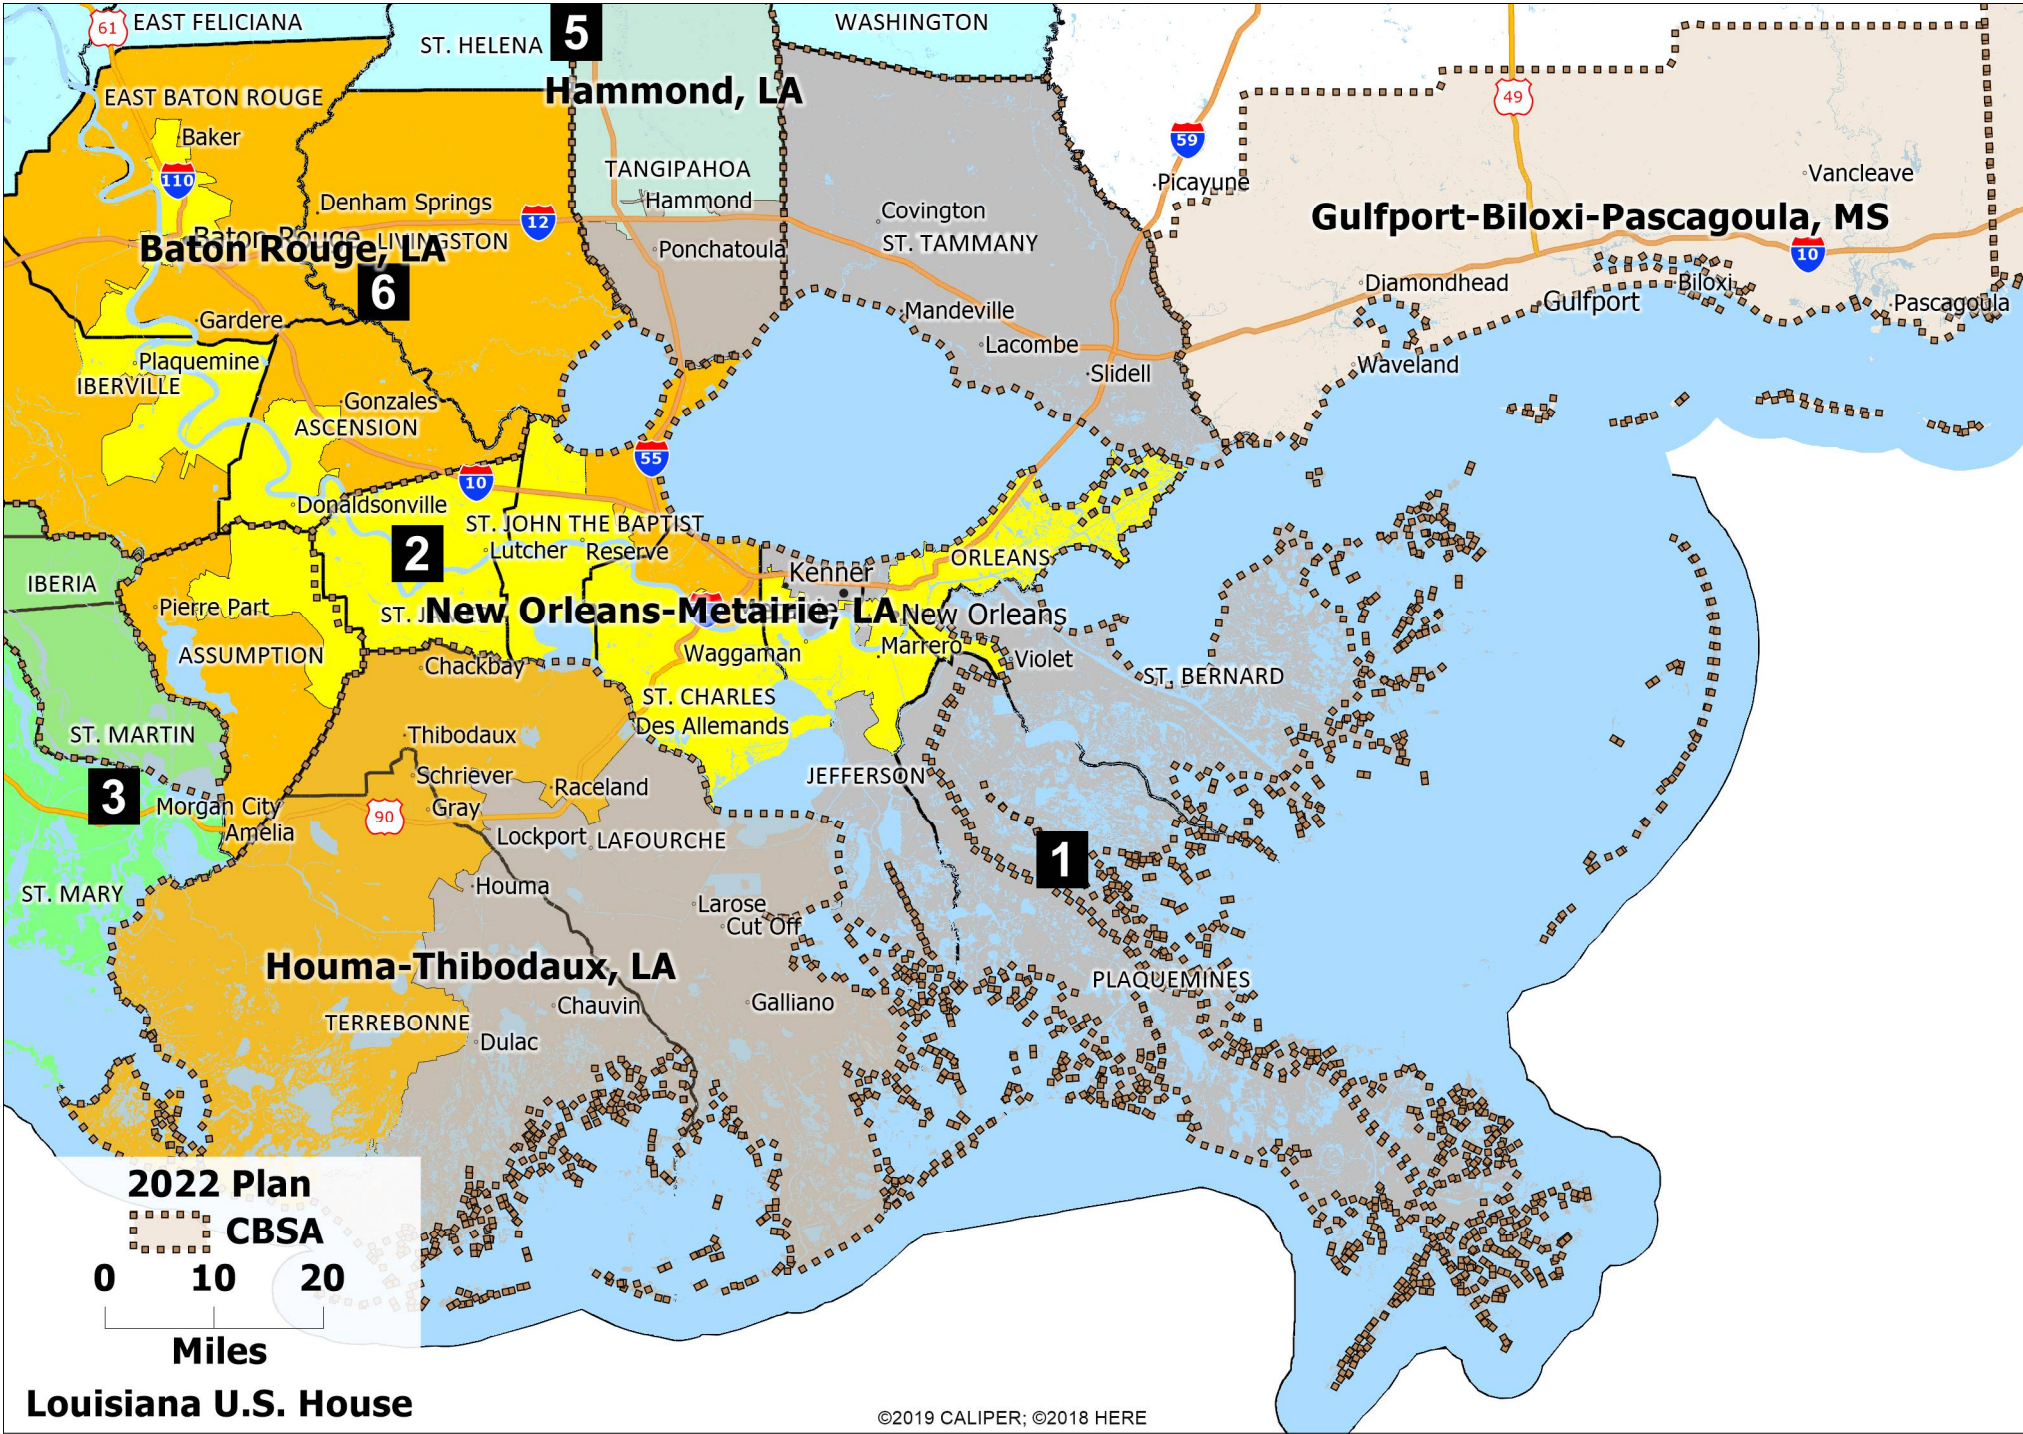 61
EAST FELICIANA
ST. HELENA
5
WASHINGTON
Hammond, LA
49
EAST BATON ROUGE
Baker
59
110
TANGIPAHOA
Hammond
Picayune
Vancleave
Denham Springs
12
Covington
Gulfport-Biloxi-Pascagoula, MS
Baton Rouge
LIVINGSTON
Baton Rouge, LA
Ponchatoula
ST. TAMMANY
10
6
Diamondhead
Biloxi
Gulfport
Pascagoula
Gardere
Mandeville
Lacombe
Plaquemine
IBERVILLE
Slidell
Waveland
Gonzales
ASCENSION
55
10
Donaldsonville
ST. JOHN THE BAPTIST
2
Lutcher
Reserve
ORLEANS
IBERIA
Kenner
Pierre Part
New Orleans-Metairie, LA
New Orleans
Marrero
ASSUMPTION
Chackbay
Waggaman
Violet
ST. BERNARD
ST. CHARLES
Des Allemands
ST. MARTIN
Thibodaux
Schriever
JEFFERSON
3
Morgan City
Gray
Raceland
90
Amelia
Lockport
LAFOURCHE
1
ST. MARY
Houma
Larose
Cut Off
Houma-Thibodaux, LA
PLAQUEMINES
Chauvin
Galliano
TERREBONNE
Dulac
2022 Plan
CBSA
0 10 20
Miles
Louisiana U.S. House
©2019 CALIPER; ©2018 HERE